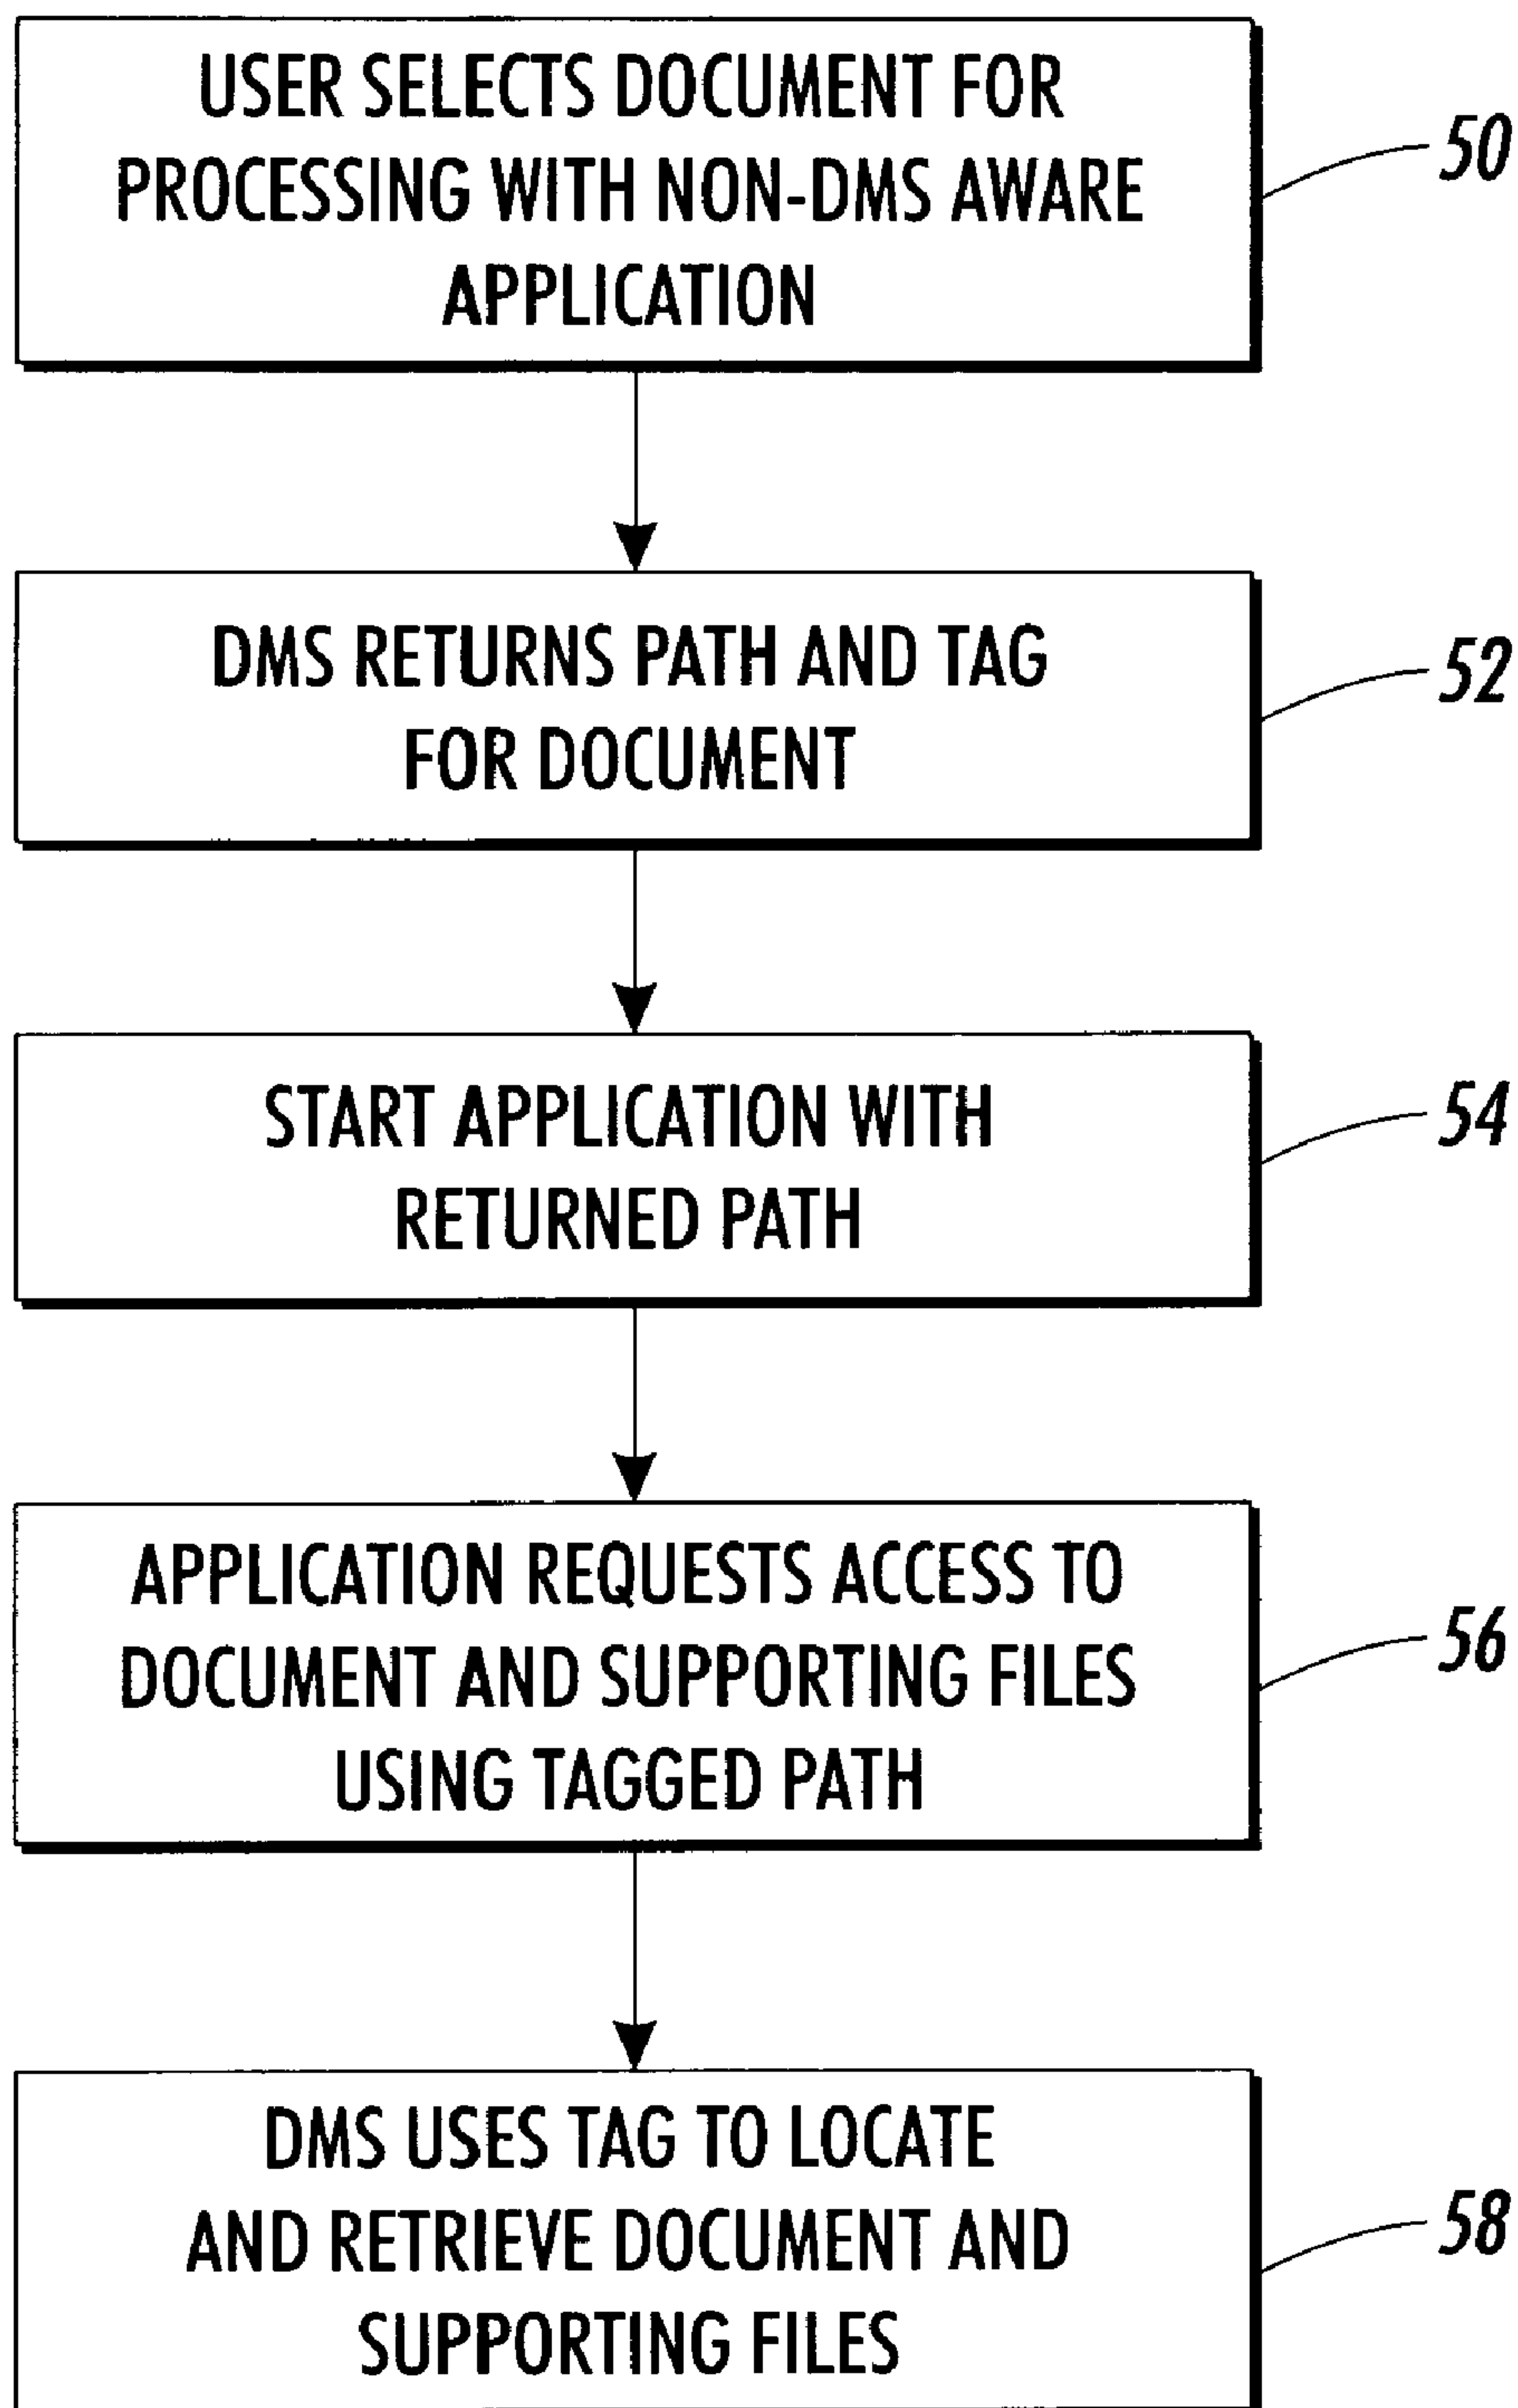 USER SELECTS DOCUMENT FOR
PROCESSING WITH NON-DMS AWARE
APPLICATION
50
DMS RETURNS PATH AND TAG
FOR DOCUMENT
52
START APPLICATION WITH
RETURNED PATH
54
APPLICATION REQUESTS ACCESS TO
DOCUMENT AND SUPPORTING FILES
USING TAGGED PATH
56
DMS USES TAG TO LOCATE
AND RETRIEVE DOCUMENT AND
SUPPORTING FILES
58